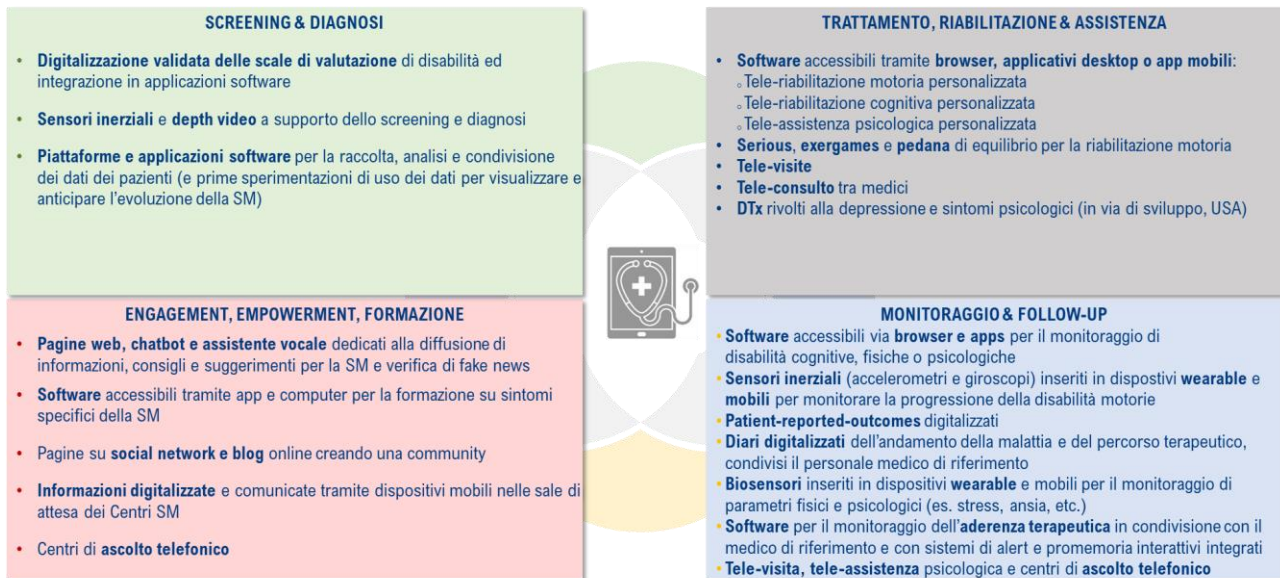 SCREENING & DIAGNOSI
• Digitalizzazione validata delle scale di valutazione di disabilità ed
integrazione in applicazioni software
• Sensori inerziali e depth video a supporto dello screening e diagnosi
• Piattaforme e applicazioni software per la raccolta, analisi e condivisione
dei dati dei pazienti (e prime sperimentazioni di uso dei dati per visualizzare e
anticipare l'evoluzione della SM)
TRATTAMENTO, RIABILITAZIONE & ASSISTENZA
• Software accessibili tramite browser, applicativi desktop o app mobili:
o Tele-riabilitazione motoria personalizzata
o Tele-riabilitazione cognitiva personalizzata
o Tele-assistenza psicologica personalizzata
• Serious, exergames e pedana di equilibrio per la riabilitazione motoria
• Tele-visite
• Tele-consulto tra medici
• DTx rivolti alla depressione e sintomi psicologici (in via di sviluppo, USA)
ENGAGEMENT, EMPOWERMENT, FORMAZIONE
• Pagine web, chatbot e assistente vocale dedicati alla diffusione di
informazioni, consigli e suggerimenti per la SM e verifica di fake news
• Software accessibili tramite app e computer per la formazione su sintomi
specifici della SM
• Pagine su social network e blog online creando una community
• Informazioni digitalizzate e comunicate tramite dispositivi mobili nelle sale di
attesa dei Centri SM
• Centri di ascolto telefonico
MONITORAGGIO & FOLLOW-UP
• Software accessibili via browser e apps per il monitoraggio di
disabilità cognitive, fisiche o psicologiche
• Sensori inerziali (accelerometri e giroscopi) inseriti in dispostivi wearable e
mobili per monitorare la progressione della disabilità motorie
• Patient-reported-outcomes digitalizzati
• Diari digitalizzati dell'andamento della malattia e del percorso terapeutico,
condivisi il personale medico di riferimento
• Biosensori inseriti in dispositivi wearable e mobili per il monitoraggio di
parametri fisici e psicologici (es. stress, ansia, etc.)
• Software per il monitoraggio dell'aderenza terapeutica in condivisione con il
medico di riferimento e con sistemi di alert e promemoria interattivi integrati
• Tele-visita, tele-assistenza psicologica e centri di ascolto telefonico